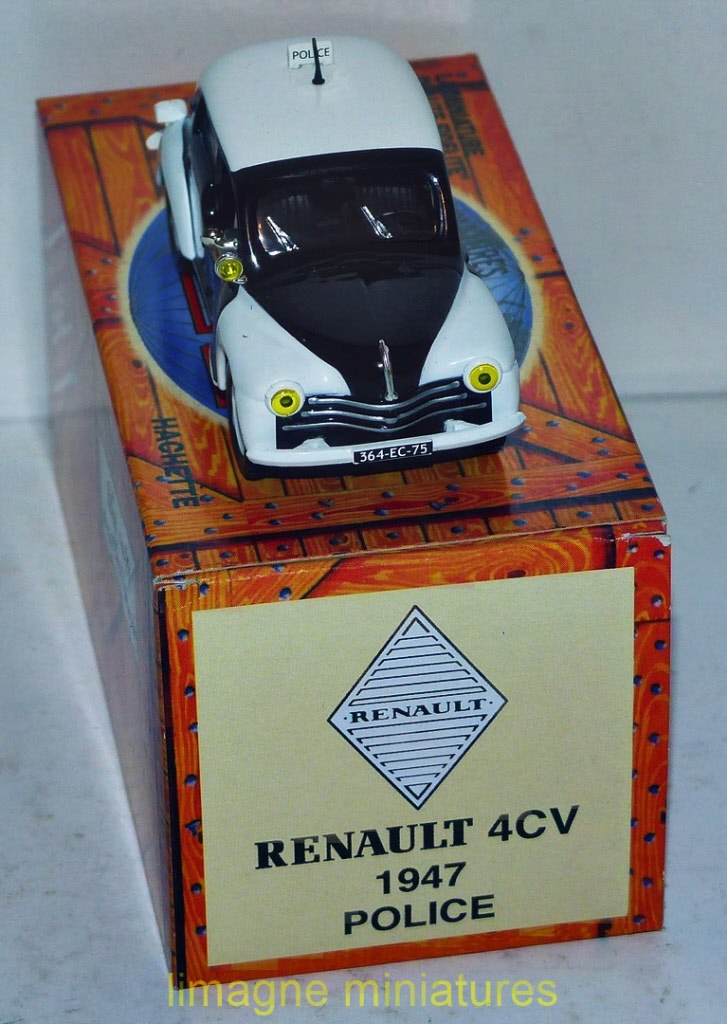 POLICE
HACHETTE
364-EC-75
RENAULT
RENAULT 4CV
1947
POLICE
limagne miniatures